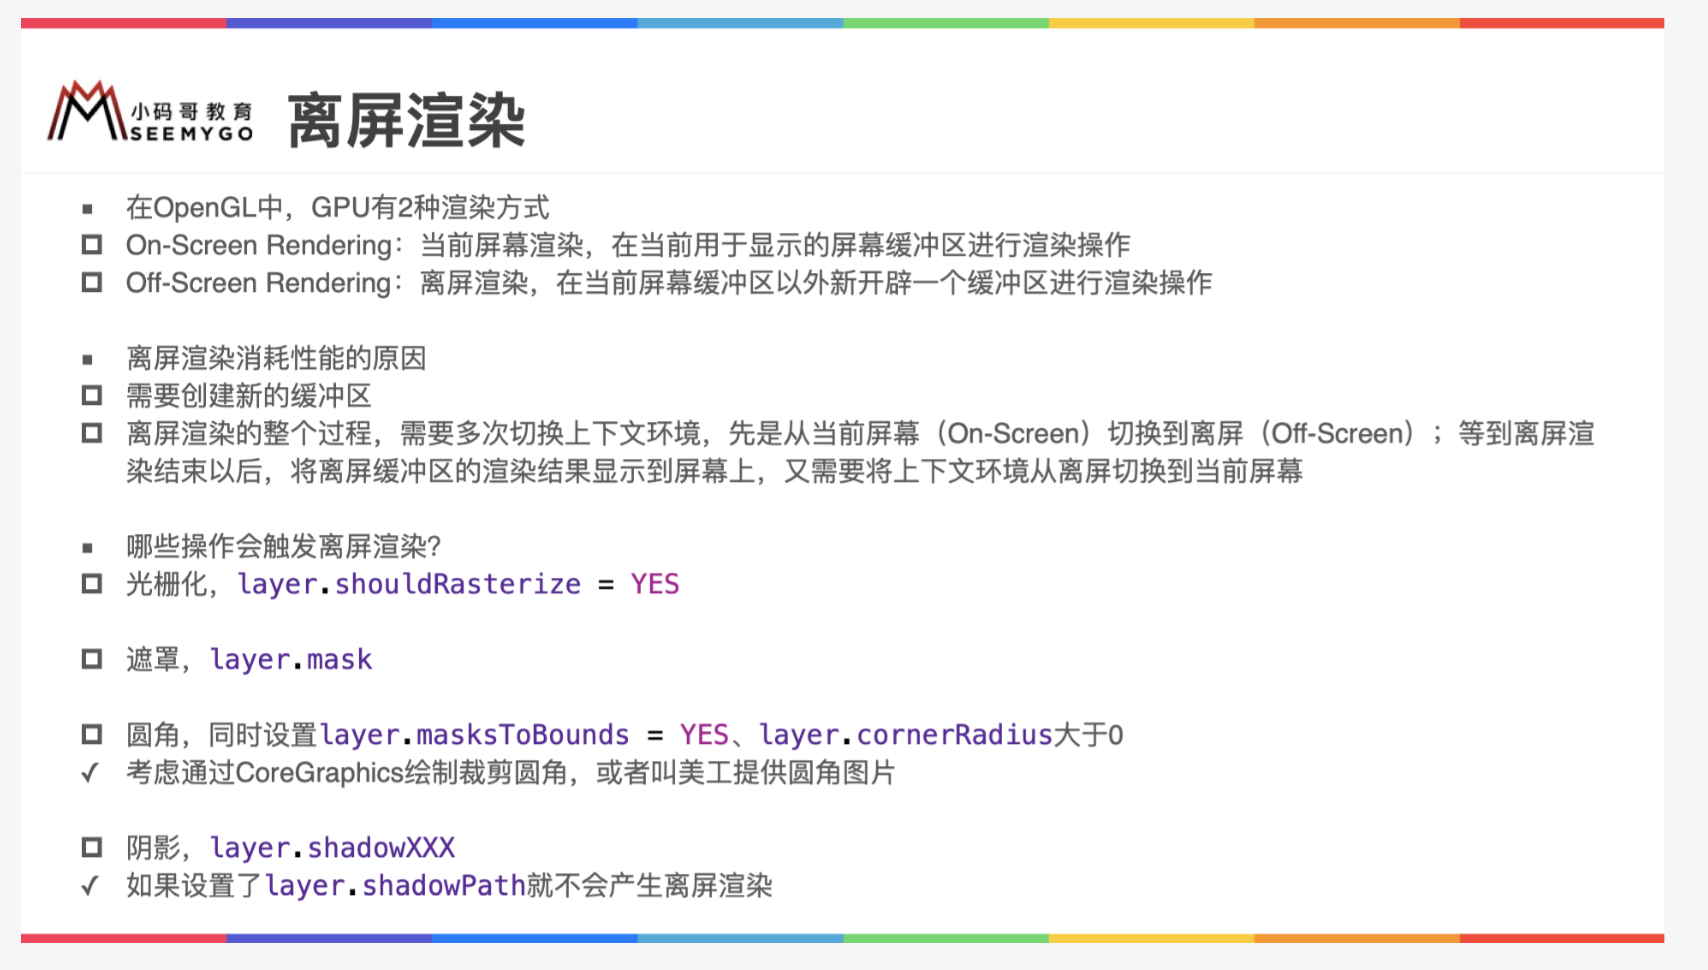 小码哥教育
SEEMYGO
离屏渲染
在OpenGL中，GPU有2种渲染方式
On-Screen Rendering：当前屏幕渲染，在当前用于显示的屏幕缓冲区进行渲染操作
Off-Screen Rendering：离屏渲染，在当前屏幕缓冲区以外新开辟一个缓冲区进行渲染操作
离屏渲染消耗性能的原因
需要创建新的缓冲区
离屏渲染的整个过程，需要多次切换上下文环境，先是从当前屏幕（On-Screen）切换到离屏（Off-Screen）；等到离屏渲
染结束以后，将离屏缓冲区的渲染结果显示到屏幕上，又需要将上下文环境从离屏切换到当前屏幕
哪些操作会触发离屏渲染?
光栅化，layer.shouldRasterize = YES
遮罩，layer.mask
圆角，同时设置layer.masksToBounds = YES、layer.cornerRadius大于0
✓ 考虑通过CoreGraphics绘制裁剪圆角，或者叫美工提供圆角图片
阴影，layer.shadowXXX
✓ 如果设置了layer.shadowPath就不会产生离屏渲染